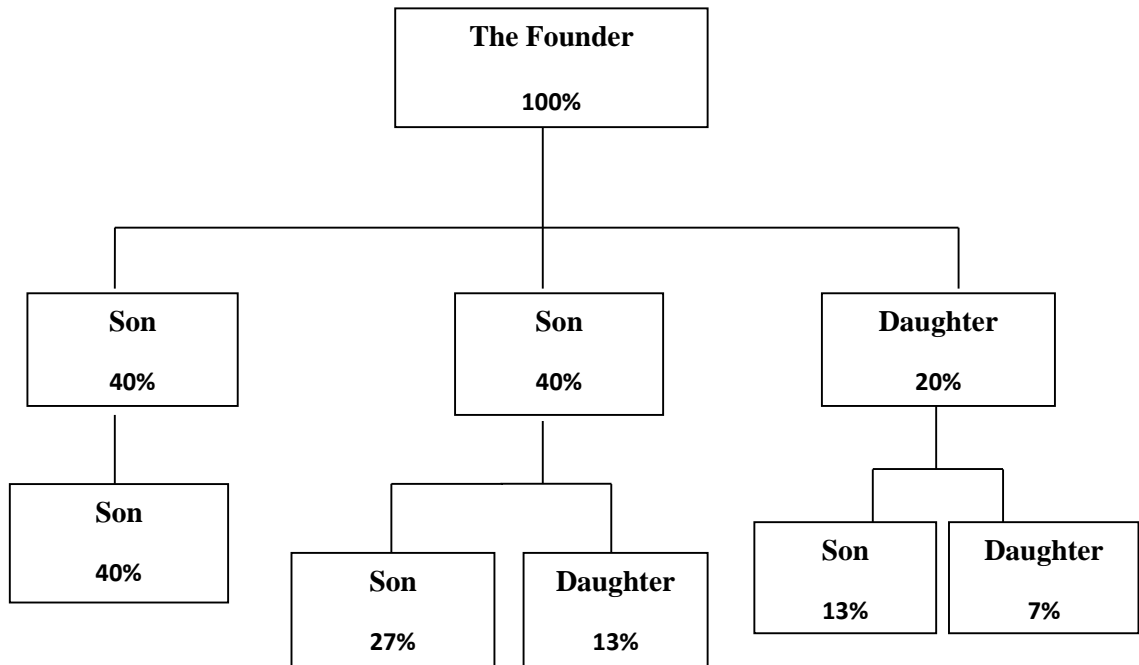 The Founder
100%
Son
40%
Son
40%
Daughter
20%
Son
40%
Son
27%
Daughter
13%
Son
13%
Daughter
7%